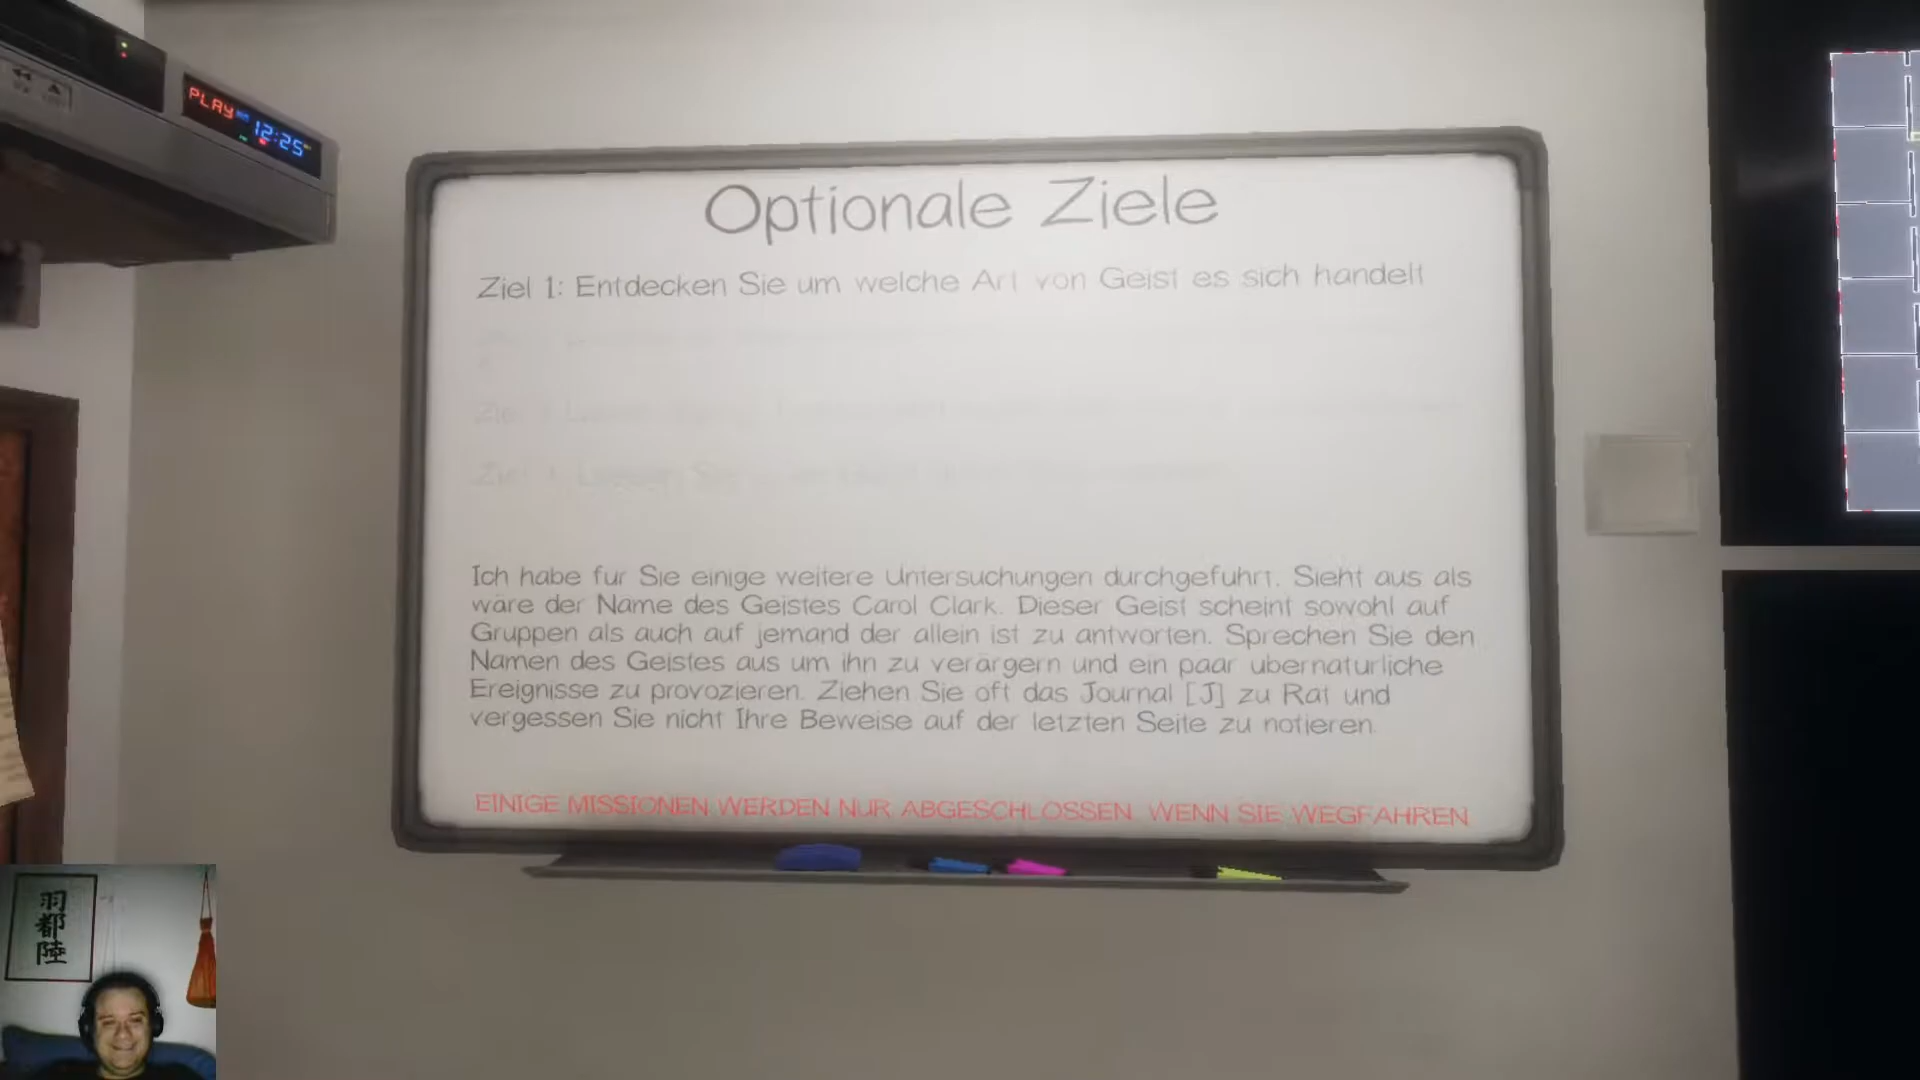 PLAY 12:25
Optionale Ziele
Ziel 1: Entdecken Sie um welche Art von Geist es sich handelt
Ich habe fur Sie einige weitere Untersuchungen durchgefuhrt. Sieht aus als
ware der Name des Geistes Carol Clark. Dieser Geist scheint sowohl auf
Gruppen als auch auf jemand der allein ist zu antworten. Sprechen Sie den
Namen des Geistes aus um ihn zu verärgern und ein paar ubernaturliche
Ereignisse zu provozieren. Ziehen Sie oft das Journal [J] zu Rat und
vergessen Sie nicht Ihre Beweise auf der letzten Seite zu notieren.
EINIGE MISSIONEN WERDEN NUR ABGESCHLOSSEN, WENN SIE WEGFAHREN
羽都陸